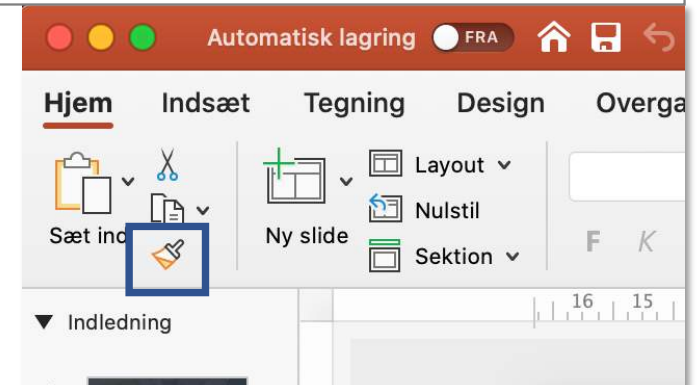 Automatisk lagring FRA
Hjem Indsæt Tegning Design Overga
Layout
Nulstil
Sæt ind Ny slide
Sektion
F K
16 15
Indledning